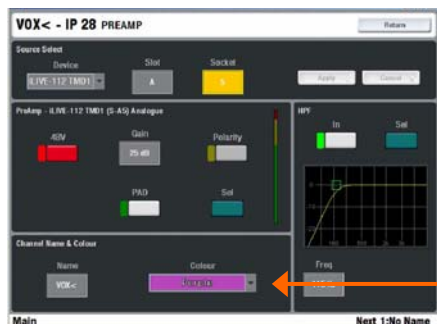 VOX< - IP 28 PREAMP
Return
Source Select
Device
Slot
Socket
iLIVE-112 TMD1
A
5
Apply
Cancel
PreAmp - iLIVE-112 TMD1 (S-A5) Analogue
48V
Gain
25 dB
Polarity
PAD
Sel
HPF
In
Sel
Channel Name & Colour
Name
VOX<
Colour
Purple
Freq
Main
Next 1:No Name